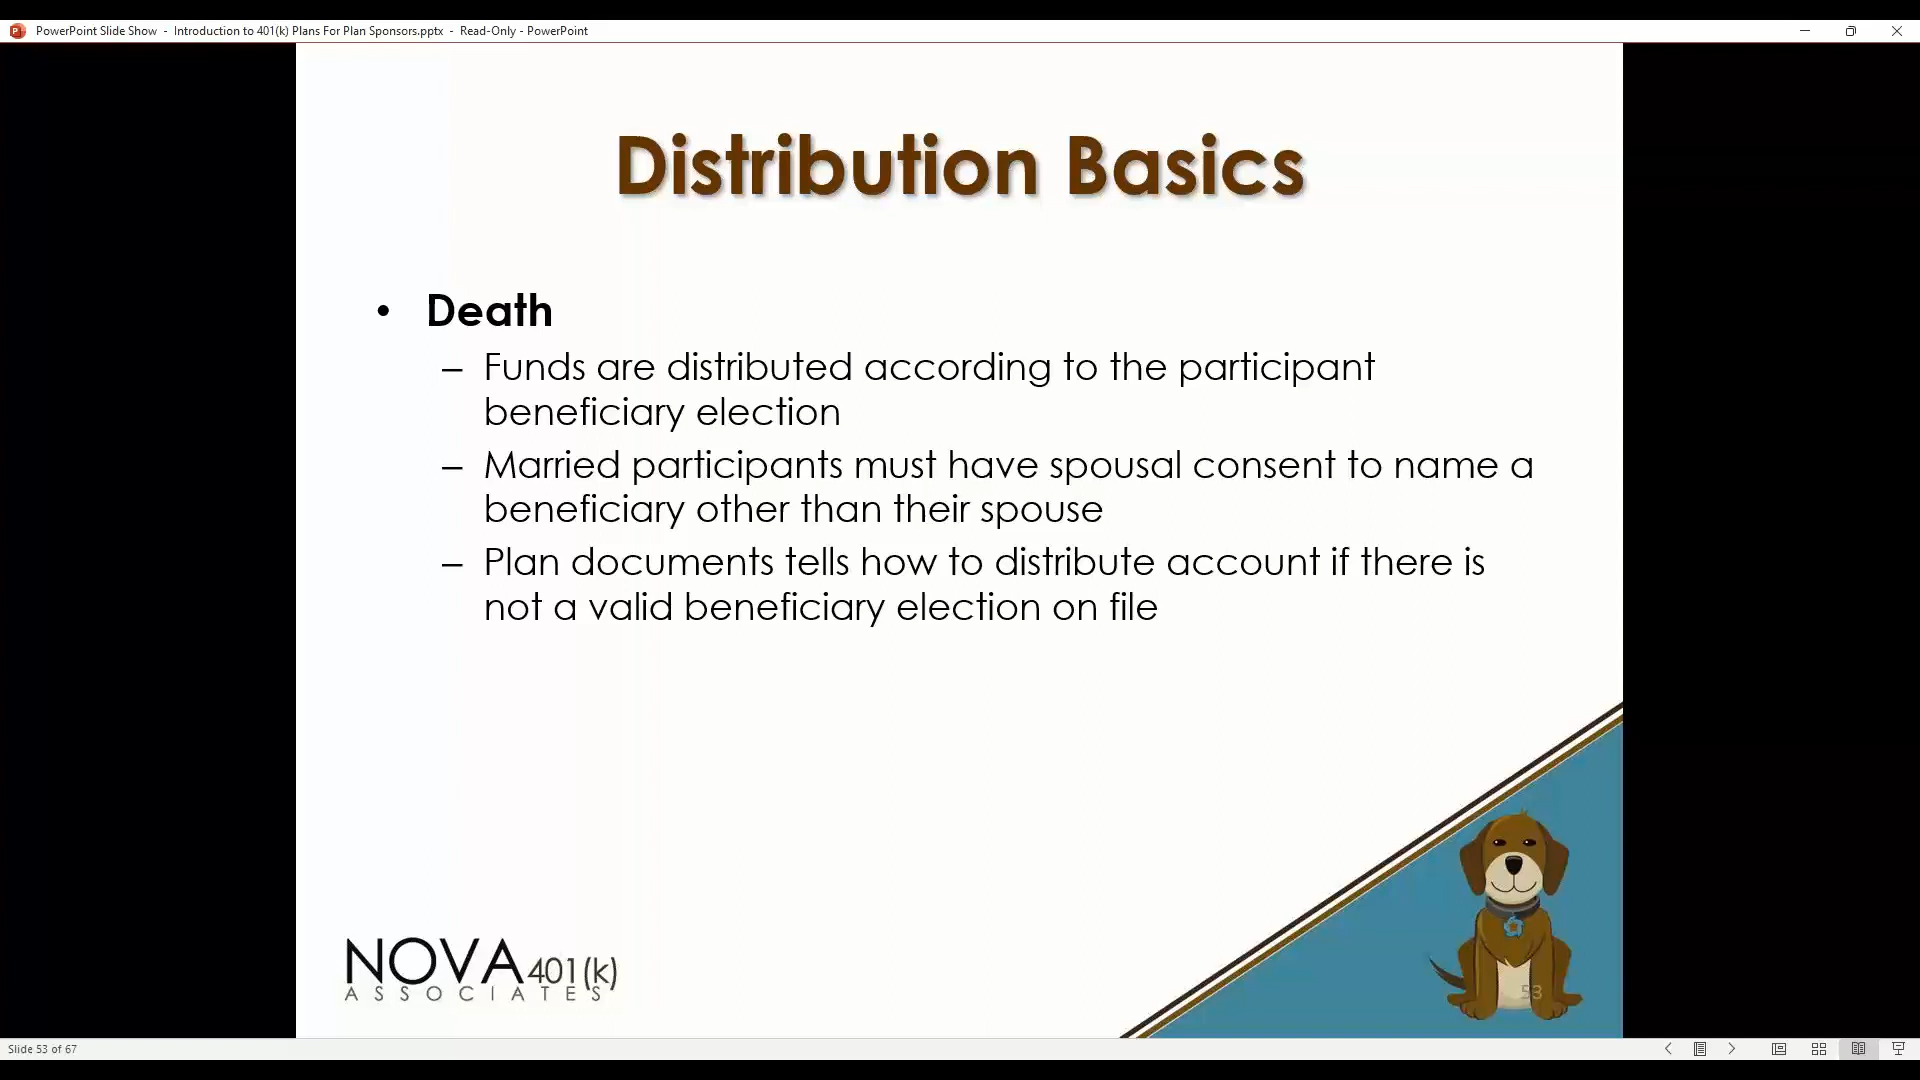 PowerPoint Slide Show - Introduction to 401(k) Plans For Plan Sponsors.pptx - Read-Only - PowerPoint
Distribution Basics
• Death
– Funds are distributed according to the participant
beneficiary election
– Married participants must have spousal consent to name a
beneficiary other than their spouse
– Plan documents tells how to distribute account if there is
not a valid beneficiary election on file
NOVA 401(k)
ASSOCIATES
53
Slide 53 of 67